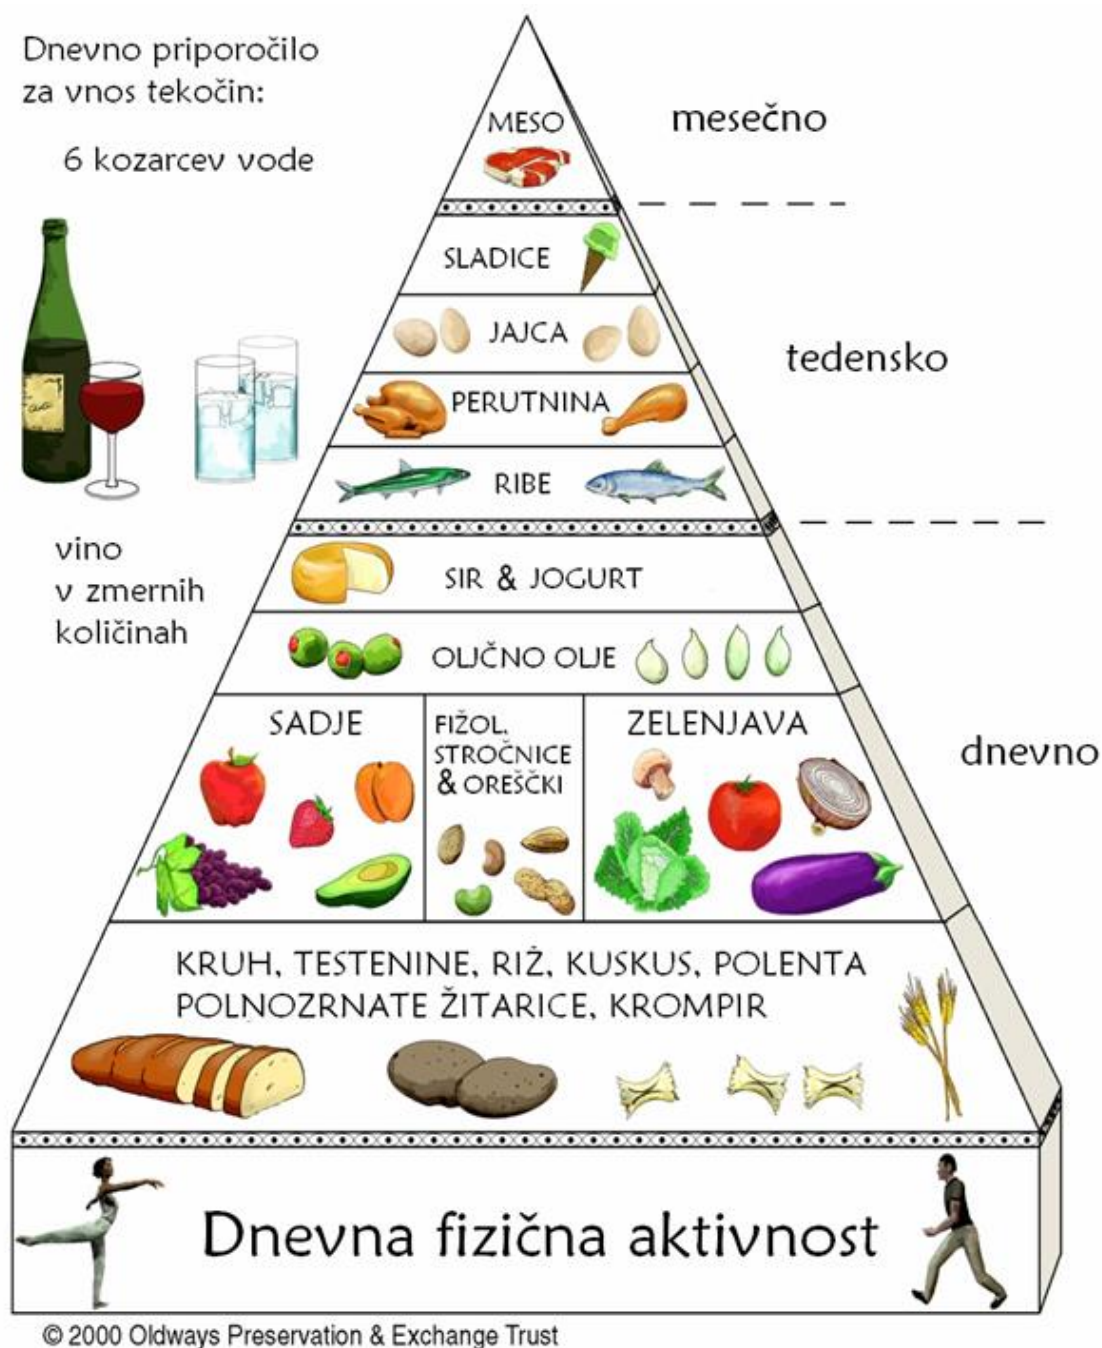 Dnevno priporočilo
za vnos tekočin:
6 kozarcev vode
vino
v zmernih
količinah
MESO
mesečno
SLADICE
JAJCA
tedensko
PERUTNINA
RIBE
SIR & JOGURT
OLJČNO OLJE
SADJE
FIŽOL,
STROČNICE
& OREŠČKI
ZELENJAVA
dnevno
KRUH, TESTENINE, RIŽ, KUSKUS, POLENTA
POLNOZRNATE ŽITARICE, KROMPIR
Dnevna fizična aktivnost
© 2000 Oldways Preservation & Exchange Trust